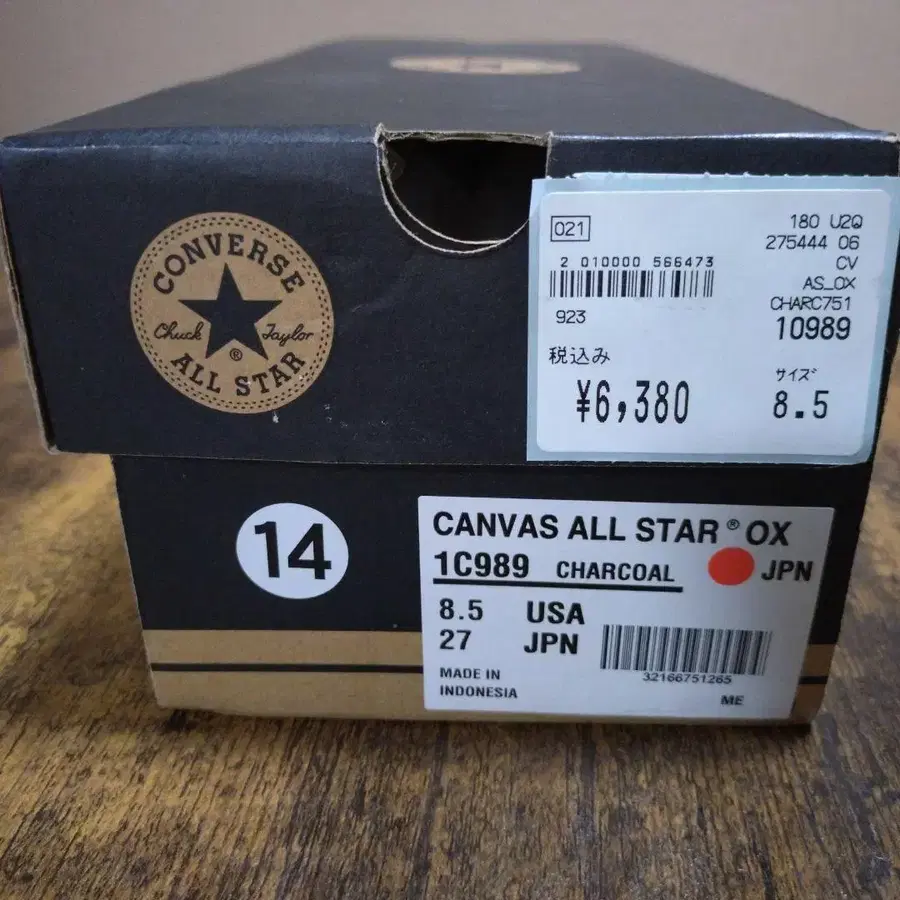 CONVERSE
Chuck Taylor
®
ALL STAR
021
180 U2Q
275444 06
2 010000 566473
CV
AS_OX
923
CHARC751
10989
税込み
サイズ
¥6,380
8.5
14
CANVAS ALL STAR® OX
1C989 CHARCOAL JPN
8.5 USA
27 JPN
32166751265
MADE IN
INDONESIA
ME